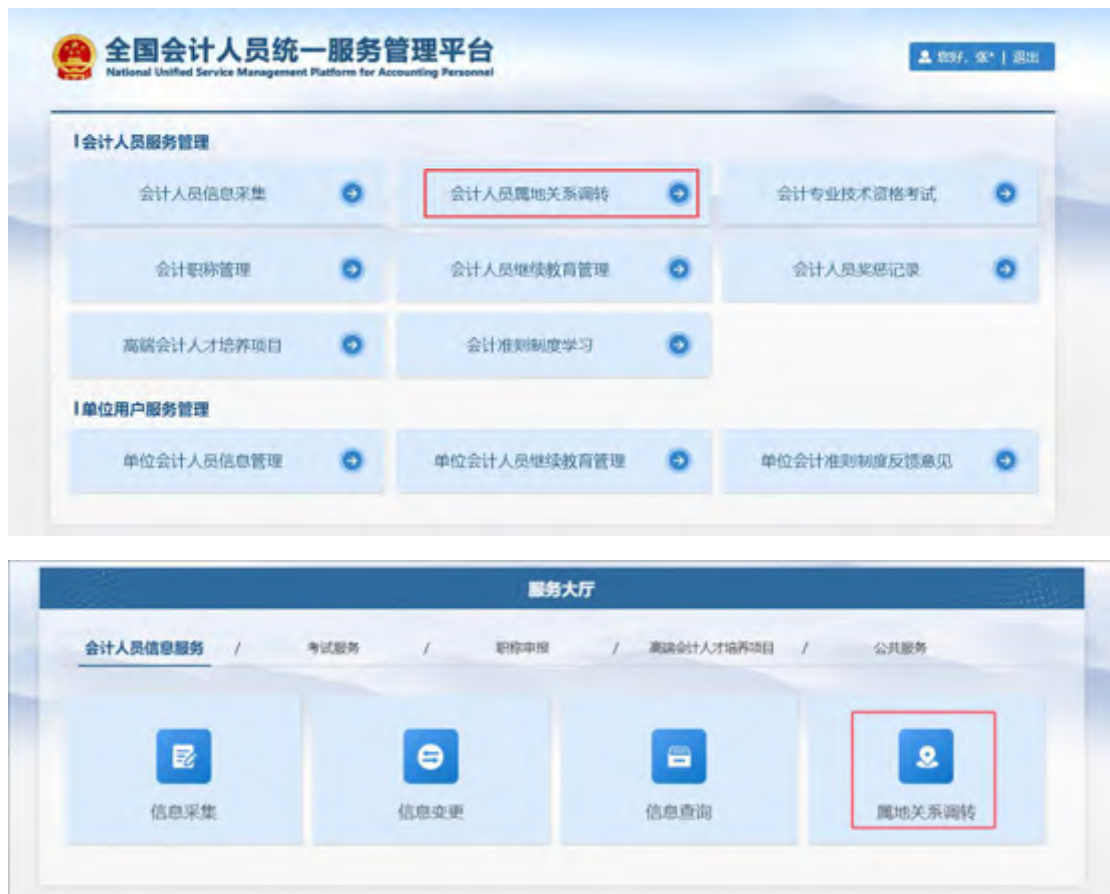 全国会计人员统一服务管理平台
National Unified Service Management Platform for Accounting Personnel
您好，张* | 退出
会计人员服务管理
会计人员信息采集
会计人员属地关系调转
会计专业技术资格考试
会计职称管理
会计人员继续教育管理
会计人员奖惩记录
高端会计人才培养项目
会计准则制度学习
单位用户服务管理
单位会计人员信息管理
单位会计人员继续教育管理
单位会计准则制度反馈意见
服务大厅
会计人员信息服务 / 考试服务 / 职称申报 / 高端会计人才培养项目 / 公共服务
信息采集
信息变更
信息查询
属地关系调转